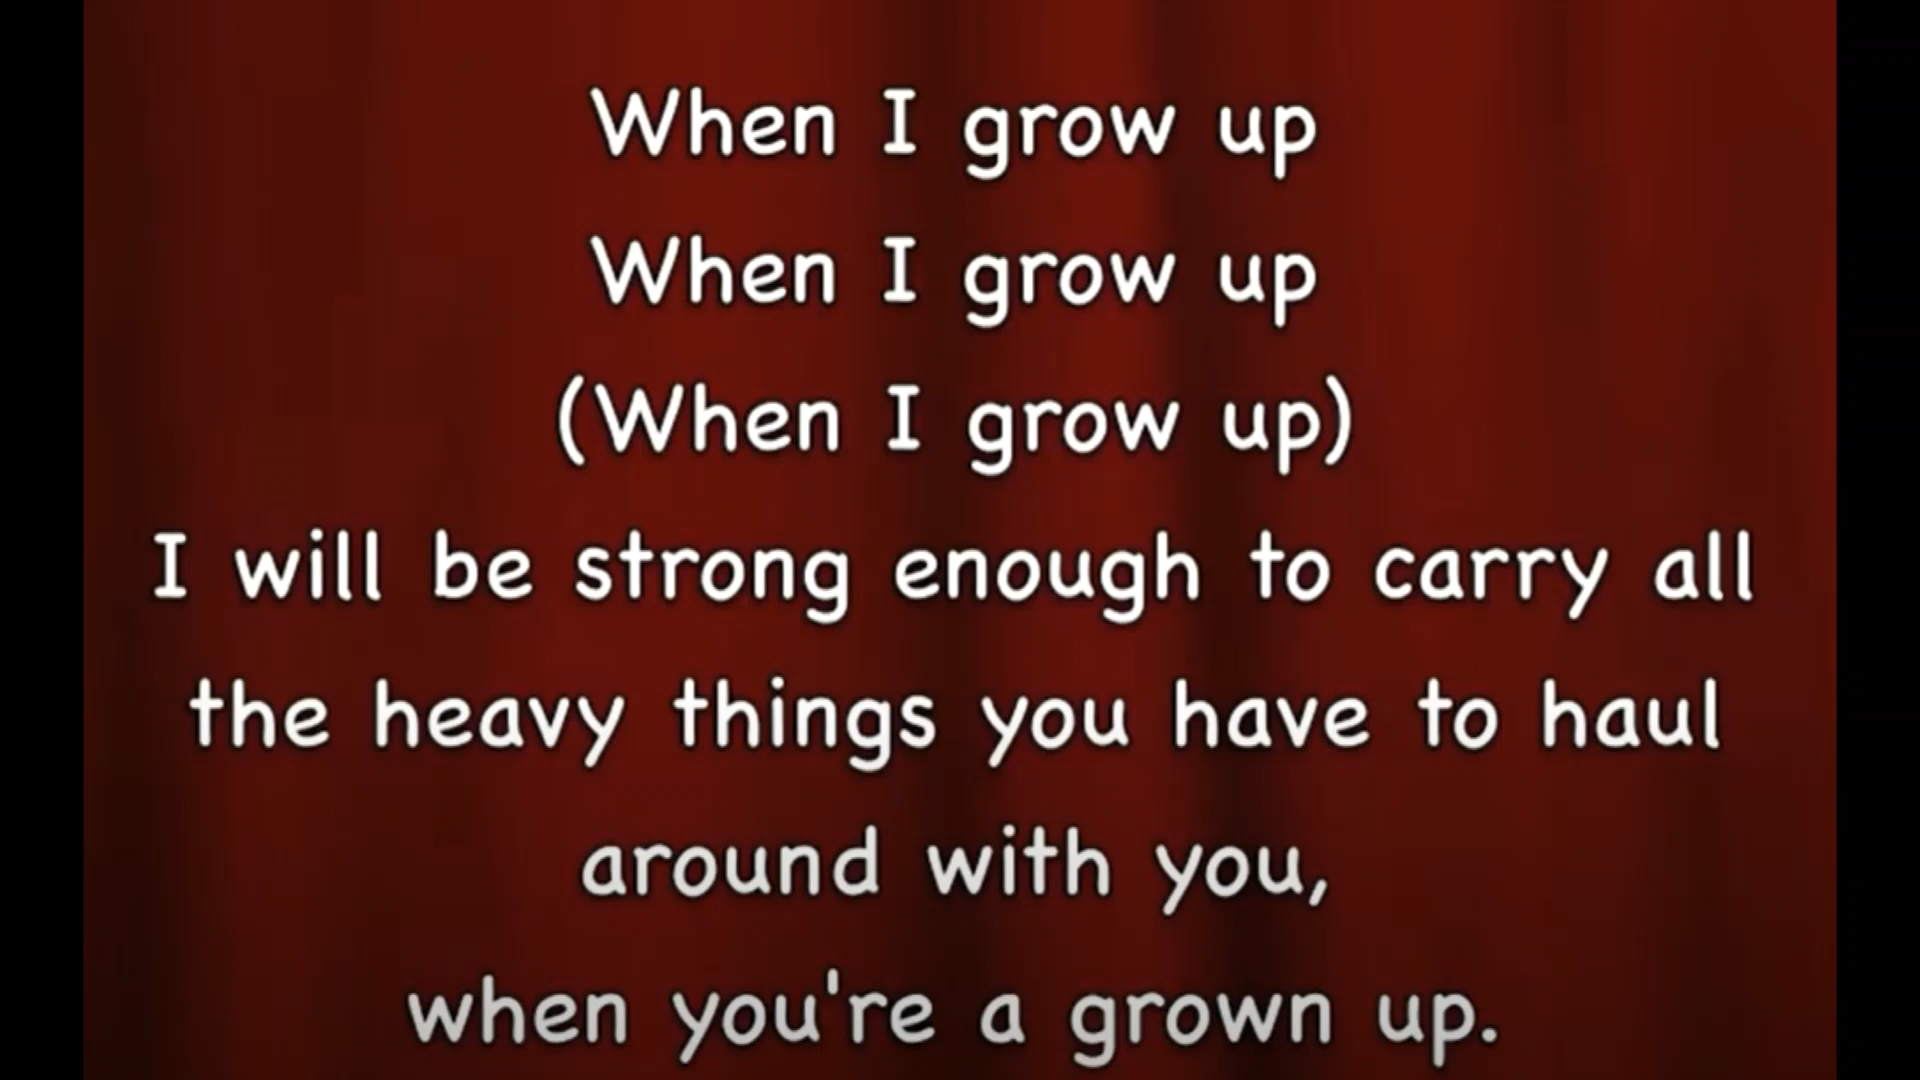 When I grow up
When I grow up
(When I grow up)
I will be strong enough to carry all
the heavy things you have to haul
around with you,
when you're a grown up.